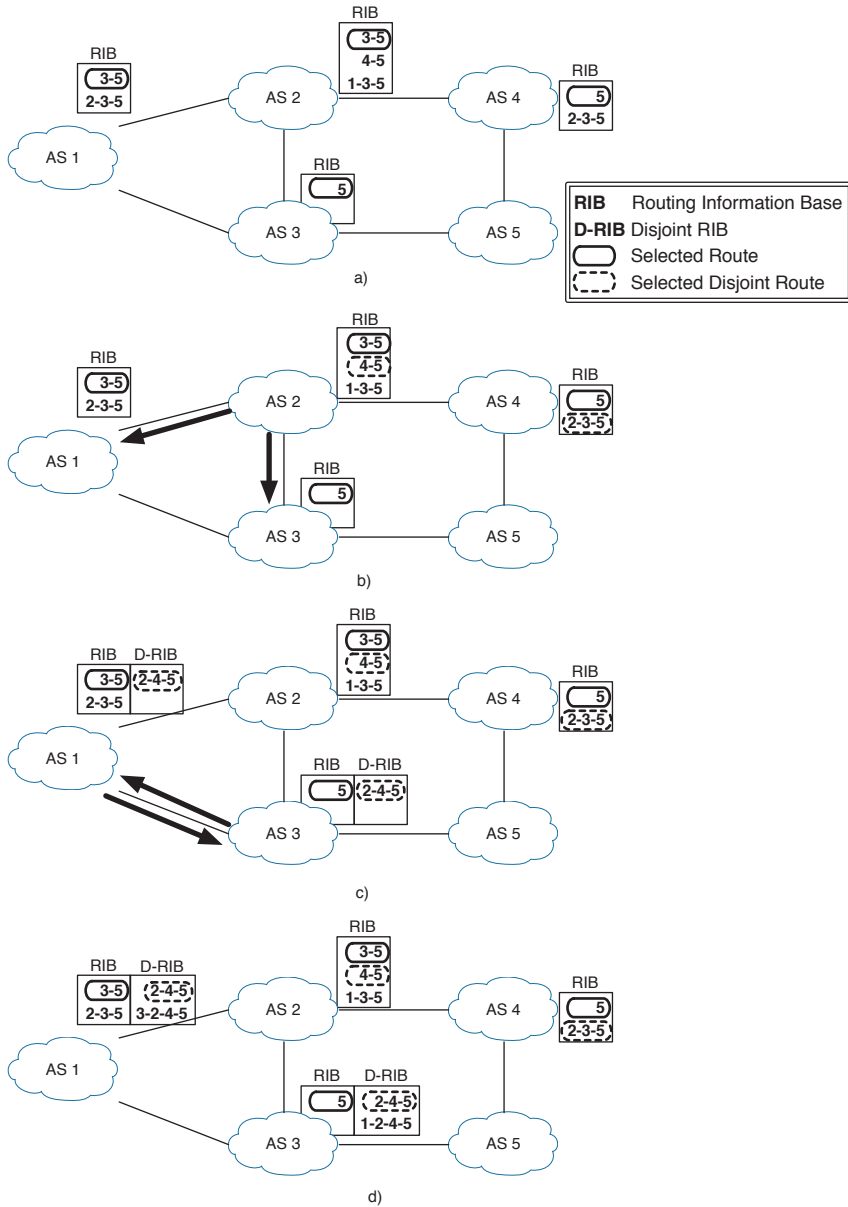 RIB
3-5
4-5
1-3-5
RIB
3-5
2-3-5
AS 2
AS 4
RIB
5
2-3-5
AS 1
RIB
5
AS 3
AS 5
a)
RIB Routing Information Base
D-RIB Disjoint RIB
Selected Route
Selected Disjoint Route
RIB
3-5
4-5
1-3-5
RIB
3-5
2-3-5
AS 2
AS 4
RIB
5
2-3-5
AS 1
RIB
5
AS 3
AS 5
b)
RIB
3-5
4-5
1-3-5
RIB D-RIB
3-5 2-4-5
2-3-5
AS 2
AS 4
RIB
5
2-3-5
AS 1
RIB D-RIB
5 2-4-5
AS 3
AS 5
c)
RIB
3-5
4-5
1-3-5
RIB D-RIB
3-5 2-4-5
2-3-5 3-2-4-5
AS 2
AS 4
RIB
5
2-3-5
AS 1
RIB D-RIB
5 2-4-5
1-2-4-5
AS 3
AS 5
d)